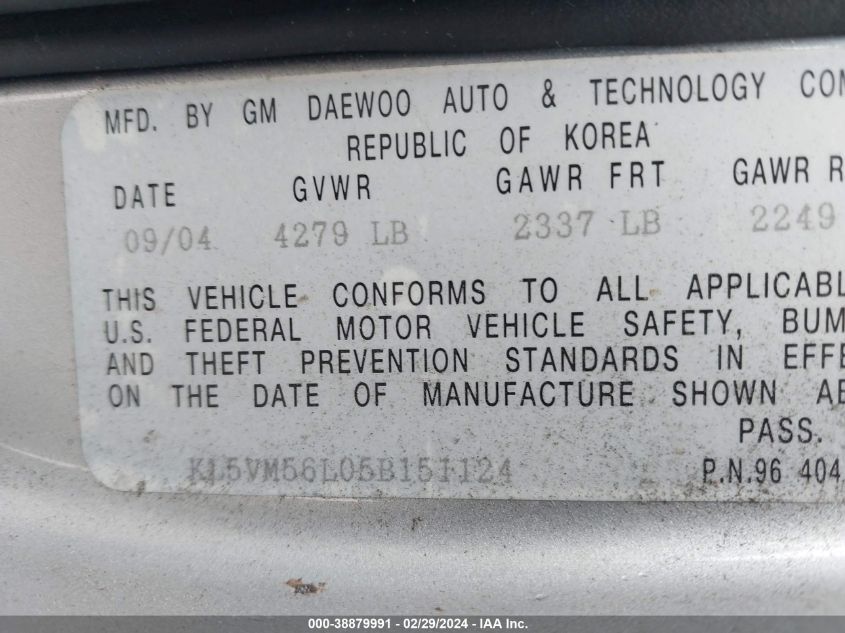 MFD. BY GM DAEWOO AUTO & TECHNOLOGY COM
REPUBLIC OF KOREA
DATE GVWR GAWR FRT GAWR R
09/04 4279 LB 2337 LB 2249
THIS VEHICLE CONFORMS TO ALL APPLICABL
U.S. FEDERAL MOTOR VEHICLE SAFETY, BUM
AND THEFT PREVENTION STANDARDS IN EFFE
ON THE DATE OF MANUFACTURE SHOWN AB
PASS.
KL5VM56L05B151124 P.N.96 404
000-38879991 - 02/29/2024 - IAA Inc.